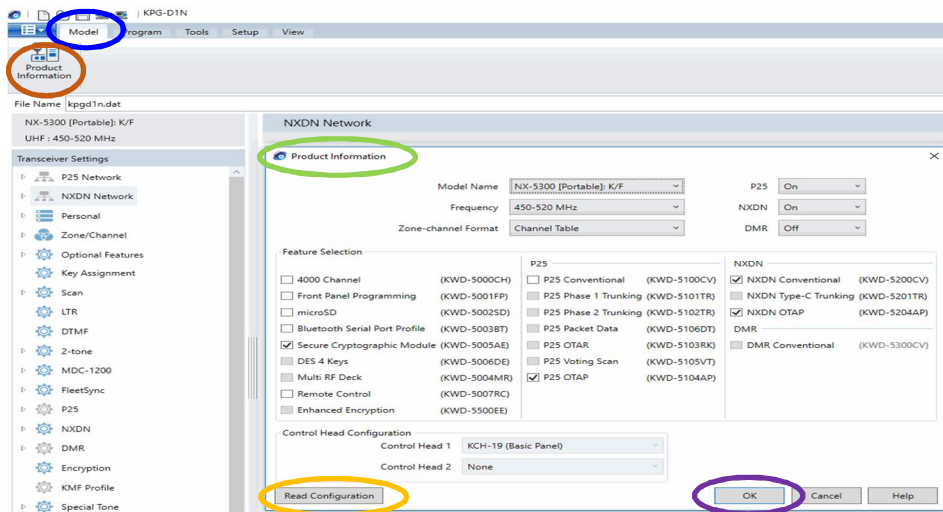 KPG-D1N
Model Program Tools Setup View
Product
Information
File Name kpgd1n.dat
NX-5300 [Portable]: K/F
UHF : 450-520 MHz
Transceiver Settings
P25 Network
NXDN Network
Personal
Zone/Channel
Optional Features
Key Assignment
Scan
LTR
DTMF
2-tone
MDC-1200
FleetSync
P25
NXDN
DMR
Encryption
KMF Profile
Special Tone
NXDN Network
Product Information
Model Name NX-5300 [Portable]: K/F P25 On
Frequency 450-520 MHz NXDN On
Zone-channel Format Channel Table DMR Off
Feature Selection
4000 Channel (KWD-5000CH)
Front Panel Programming (KWD-5001FP)
microSD (KWD-5002SD)
Bluetooth Serial Port Profile (KWD-5003BT)
Secure Cryptographic Module (KWD-5005AE)
DES 4 Keys (KWD-5006DE)
Multi RF Deck (KWD-5004MR)
Remote Control (KWD-5007RC)
Enhanced Encryption (KWD-5500EE)
P25
P25 Conventional (KWD-5100CV)
P25 Phase 1 Trunking (KWD-5101TR)
P25 Phase 2 Trunking (KWD-5102TR)
P25 Packet Data (KWD-5106DT)
P25 OTAR (KWD-5103RK)
P25 Voting Scan (KWD-5105VT)
P25 OTAP (KWD-5104AP)
NXDN
NXDN Conventional (KWD-5200CV)
NXDN Type-C Trunking (KWD-5201TR)
NXDN OTAP (KWD-5204AP)
DMR
DMR Conventional (KWD-5300CV)
Control Head Configuration
Control Head 1 KCH-19 (Basic Panel)
Control Head 2 None
Read Configuration OK Cancel Help